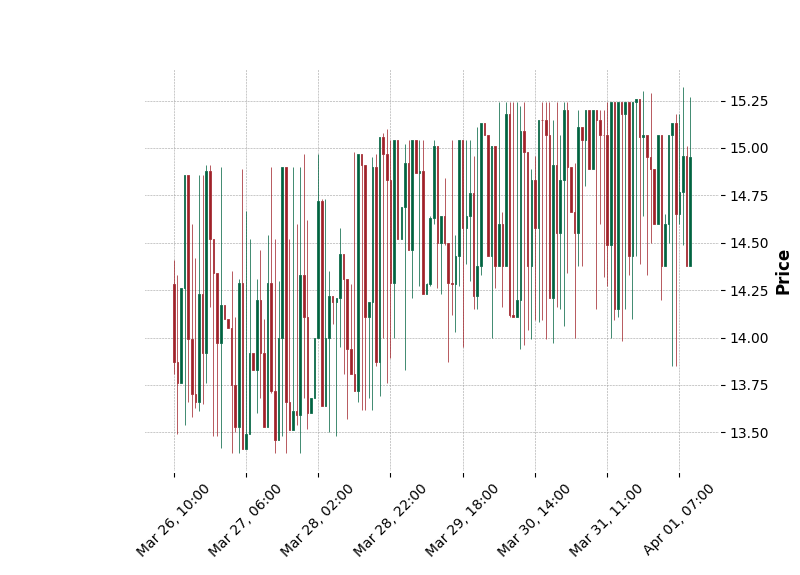 15.25
15.00
14.75
14.50
14.25
14.00
13.75
13.50
Price
Mar 26, 10:00
Mar 27, 06:00
Mar 28, 02:00
Mar 28, 22:00
Mar 29, 18:00
Mar 30, 14:00
Mar 31, 11:00
Apr 01, 07:00